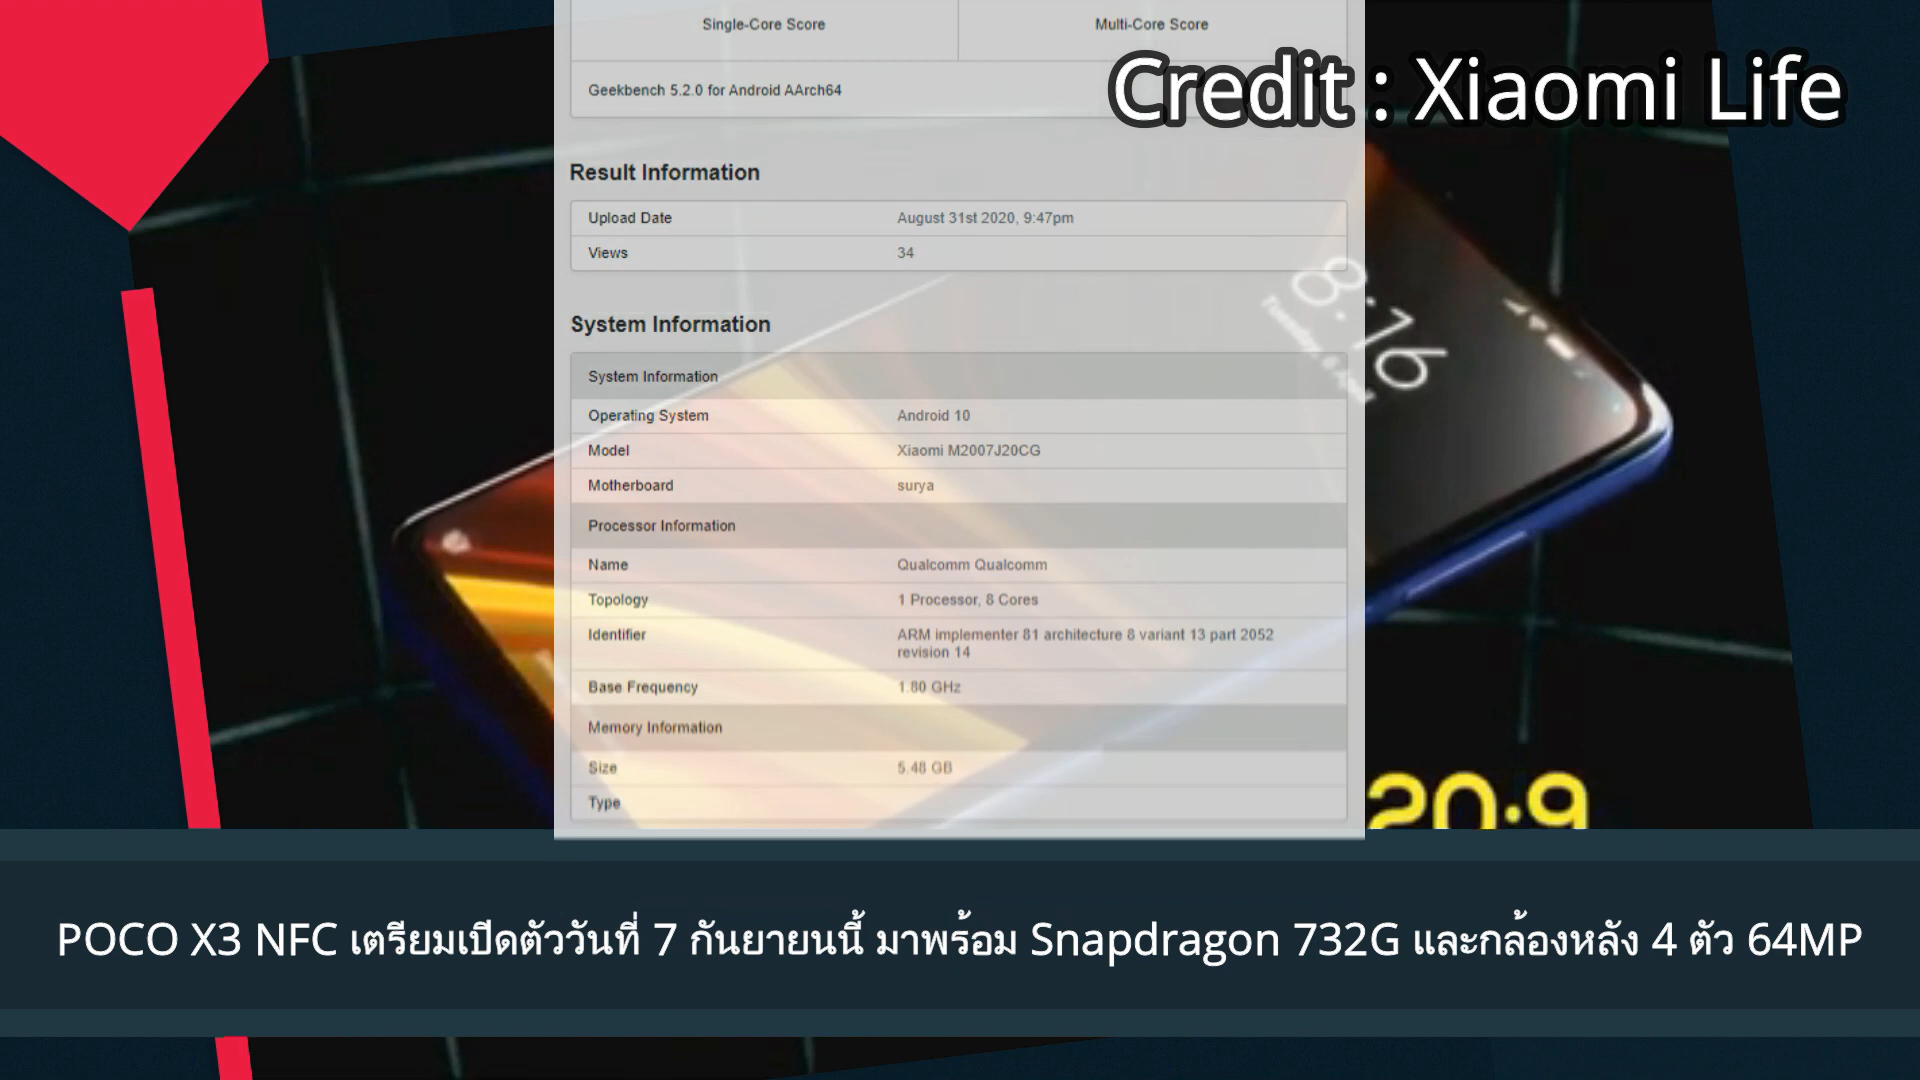 Single-Core Score
Multi-Core Score
Credit : Xiaomi Life
Geekbench 5.2.0 for Android AArch64
Result Information
Upload Date August 31st 2020, 9:47pm
Views 34
System Information
System Information
Operating System Android 10
Model Xiaomi M2007J20CG
Motherboard surya
Processor Information
Name Qualcomm Qualcomm
Topology 1 Processor, 8 Cores
Identifier ARM implementer 81 architecture 8 variant 13 part 2052
revision 14
Base Frequency 1.80 GHz
Memory Information
Size 5.48 GB
Type
8:16
20:9
POCO X3 NFC เตรียมเปิดตัววันที่ 7 กันยายนนี้ มาพร้อม Snapdragon 732G และกล้องหลัง 4 ตัว 64MP